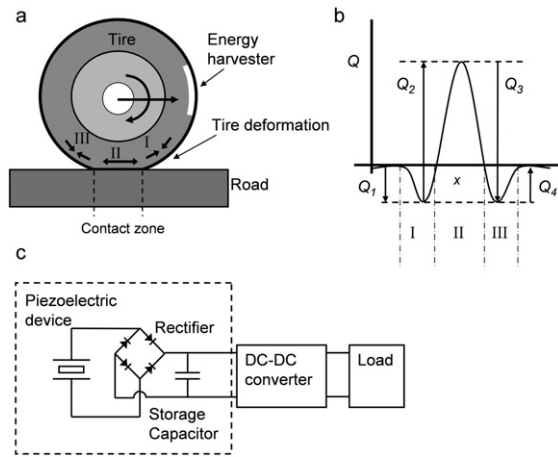 a
Tire
Energy
harvester
III
II
I
Tire deformation
Road
Contact zone
b
Q
Q₂
Q₃
Q₁
x
Q₄
I
II
III
c
Piezoelectric
device
Rectifier
Storage
Capacitor
DC-DC
converter
Load